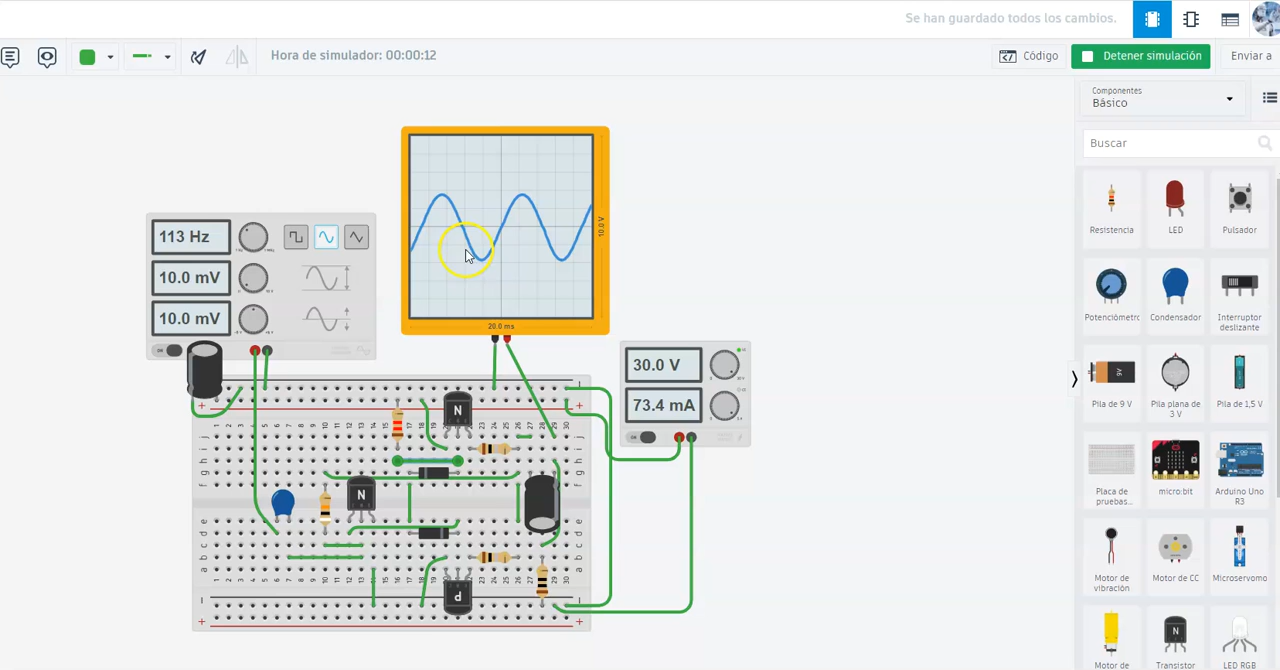 Se han guardado todos los cambios.
Hora de simulador: 00:00:12
Código
Detener simulación
Enviar a
Componentes
Básico
Buscar
Resistencia
LED
Pulsador
Potenciómetro
Condensador
Interruptor
deslizante
9V
Pila de 9 V
Pila plana de
3 V
Pila de 1,5 V
Placa de
pruebas...
micro:bit
Arduino Uno
R3
Motor de
vibración
Motor de CC
Microservomo
Motor de
Transistor
LED RGB
N
113 Hz
10.0 mV
10.0 mV
10.0 V
20.0 ms
30.0 V
73.4 mA
N
N
P